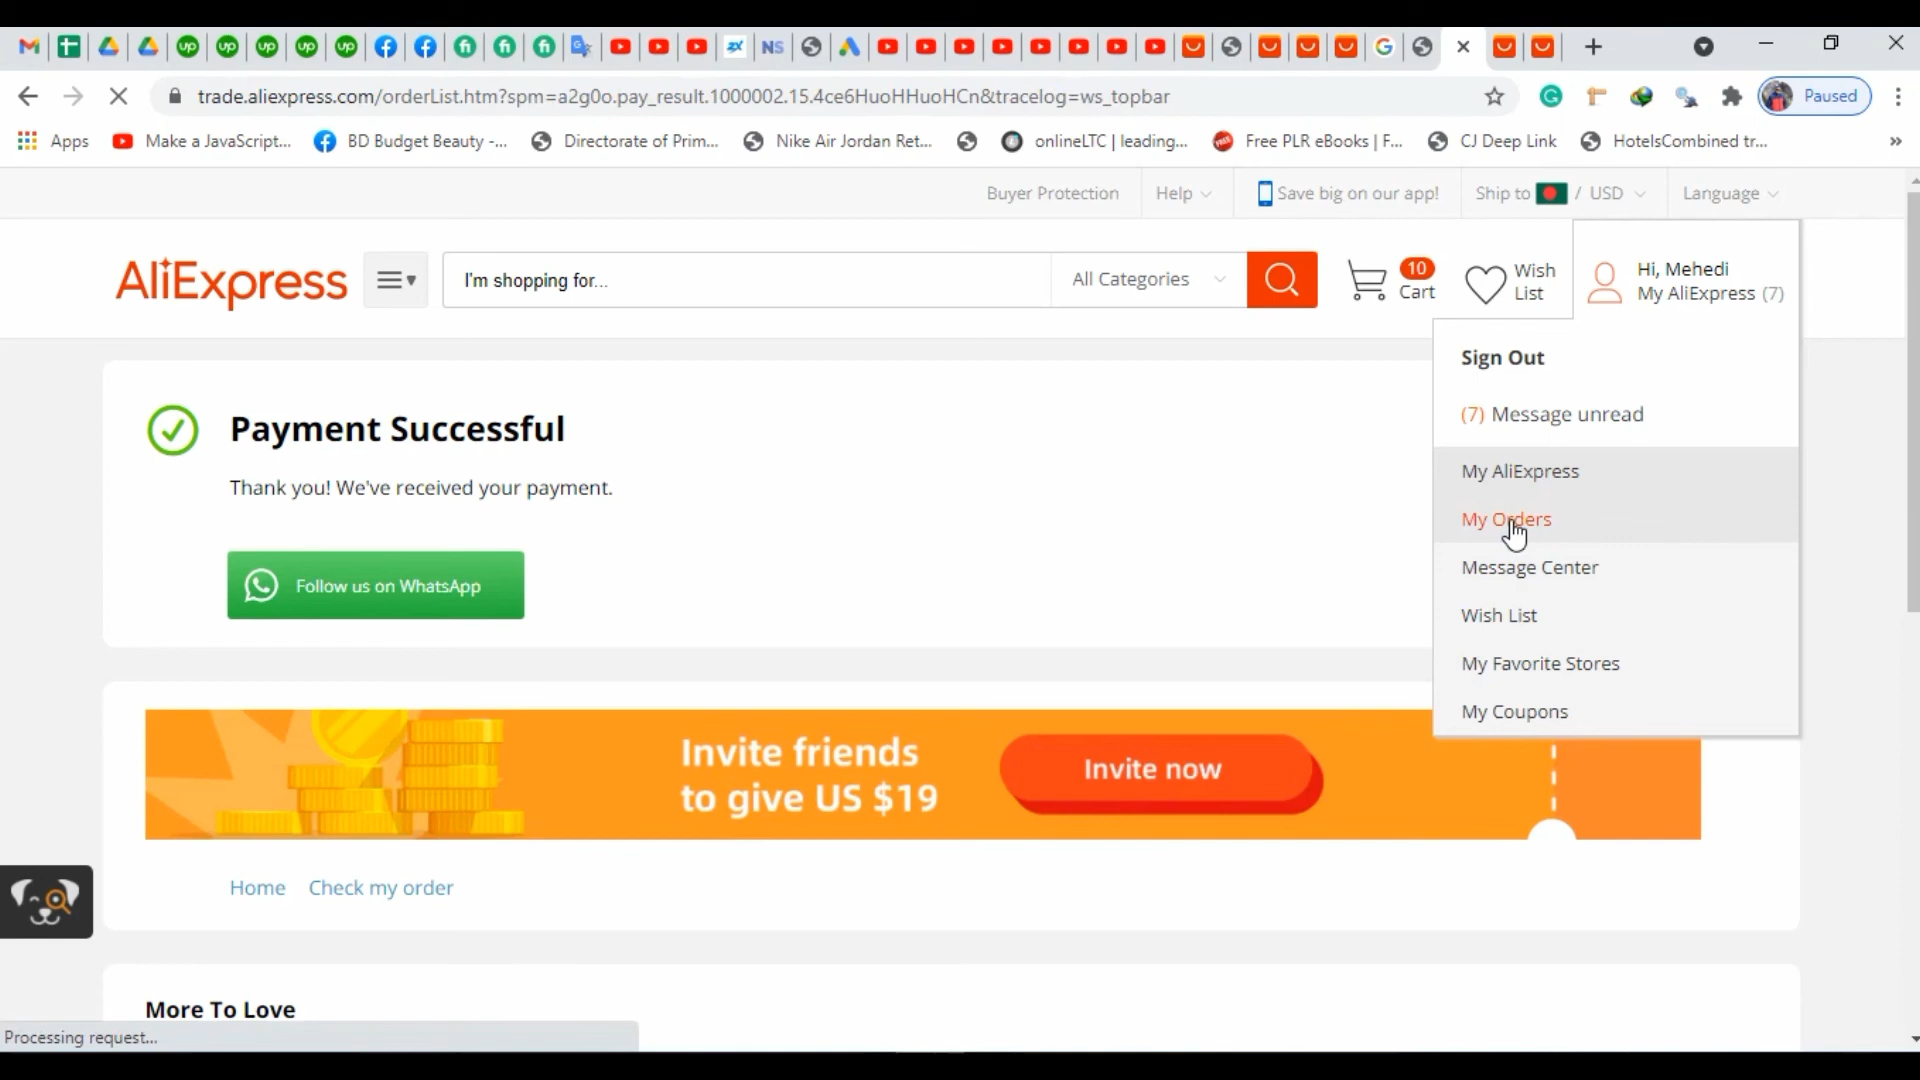 trade.aliexpress.com/orderList.htm?spm=a2g0o.pay_result.1000002.15.4ce6HuoHHuoHCn&tracelog=ws_topbar
Paused
Apps
Make a JavaScript...
BD Budget Beauty -...
Directorate of Prim...
Nike Air Jordan Ret...
onlineLTC | leading...
Free PLR eBooks | F...
CJ Deep Link
HotelsCombined tr...
»
Buyer Protection
Help
Save big on our app!
Ship to / USD
Language
AliExpress
I'm shopping for...
All Categories
10
Cart
Wish
List
Hi, Mehedi
My AliExpress (7)
Sign Out
(7) Message unread
My AliExpress
My Orders
Message Center
Wish List
My Favorite Stores
My Coupons
Payment Successful
Thank you! We've received your payment.
Follow us on WhatsApp
Invite friends
to give US $19
Invite now
Home
Check my order
More To Love
Processing request...